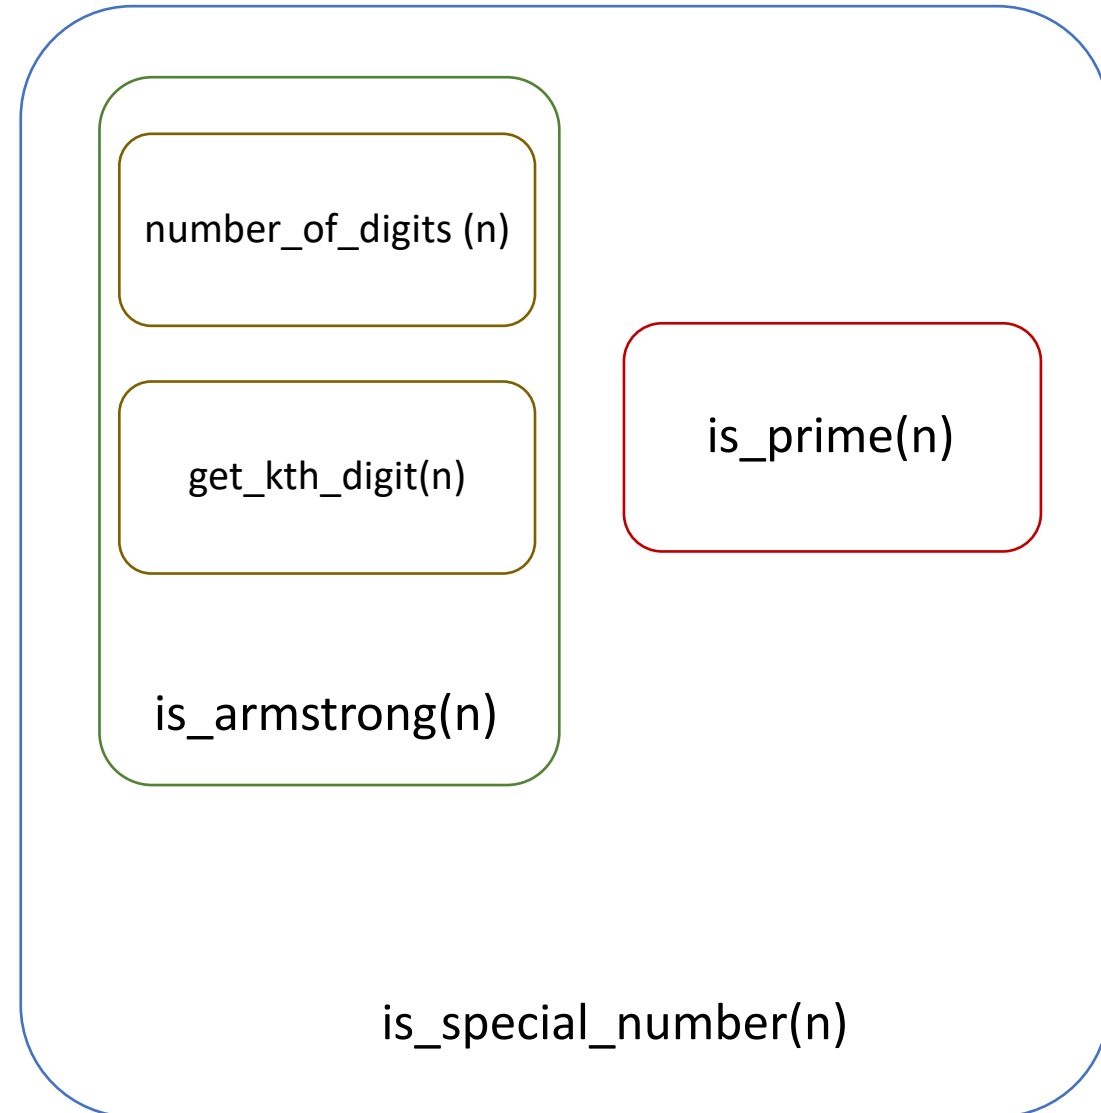 number_of_digits (n)
get_kth_digit(n)
is_prime(n)
is_armstrong(n)
is_special_number(n)